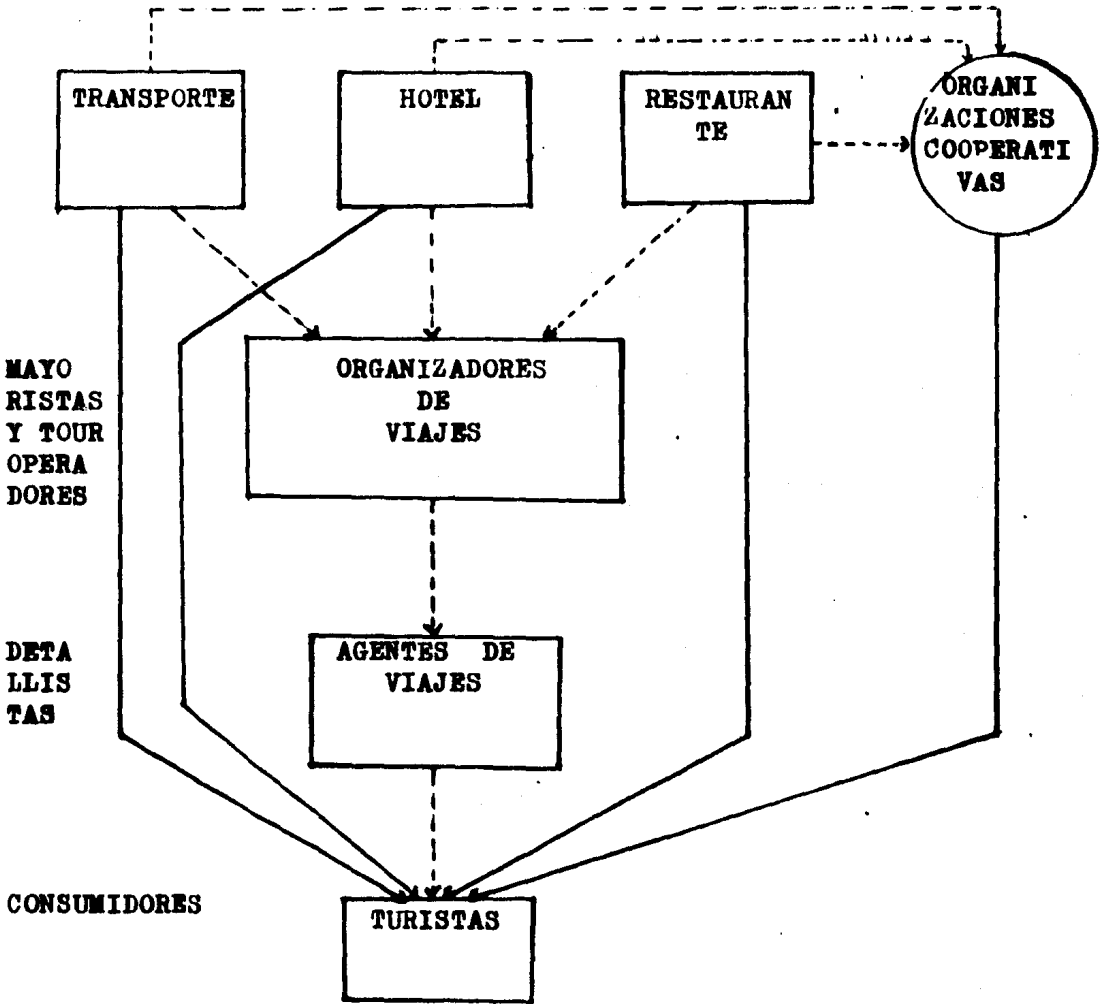 TRANSPORTE
HOTEL
RESTAURAN
TE
ORGANI
ZACIONES
COOPERATI
VAS
MAYO
RISTAS
Y TOUR
OPERA
DORES
ORGANIZADORES
DE
VIAJES
DETA
LLIS
TAS
AGENTES DE
VIAJES
CONSUMIDORES
TURISTAS